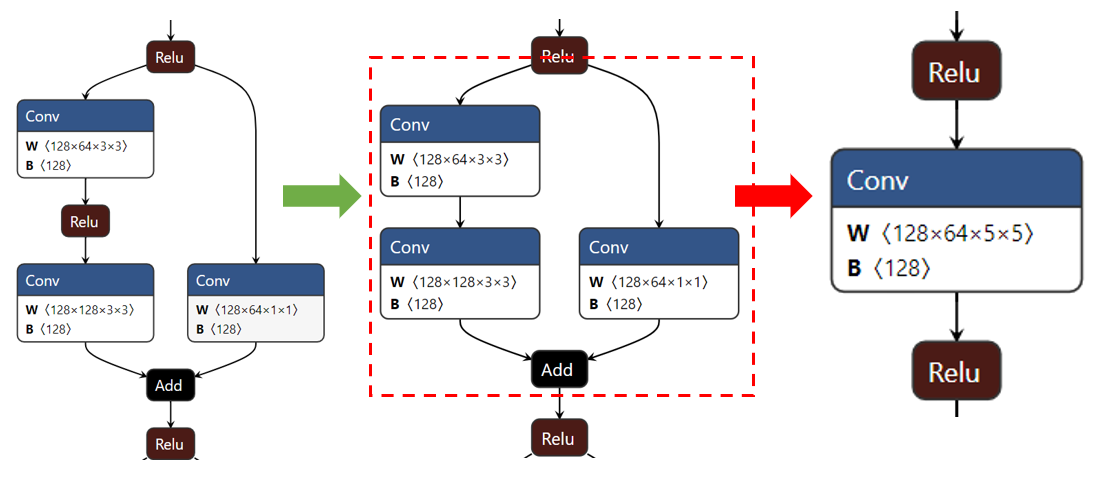 Relu
Conv
W 〈128×64×3×3〉
B 〈128〉
Relu
Conv
W 〈128×128×3×3〉
B 〈128〉
Conv
W 〈128×64×1×1〉
B 〈128〉
Add
Relu
Relu
Conv
W 〈128×64×3×3〉
B 〈128〉
Conv
W 〈128×128×3×3〉
B 〈128〉
Conv
W 〈128×64×1×1〉
B 〈128〉
Add
Relu
Relu
Conv
W 〈128×64×5×5〉
B 〈128〉
Relu